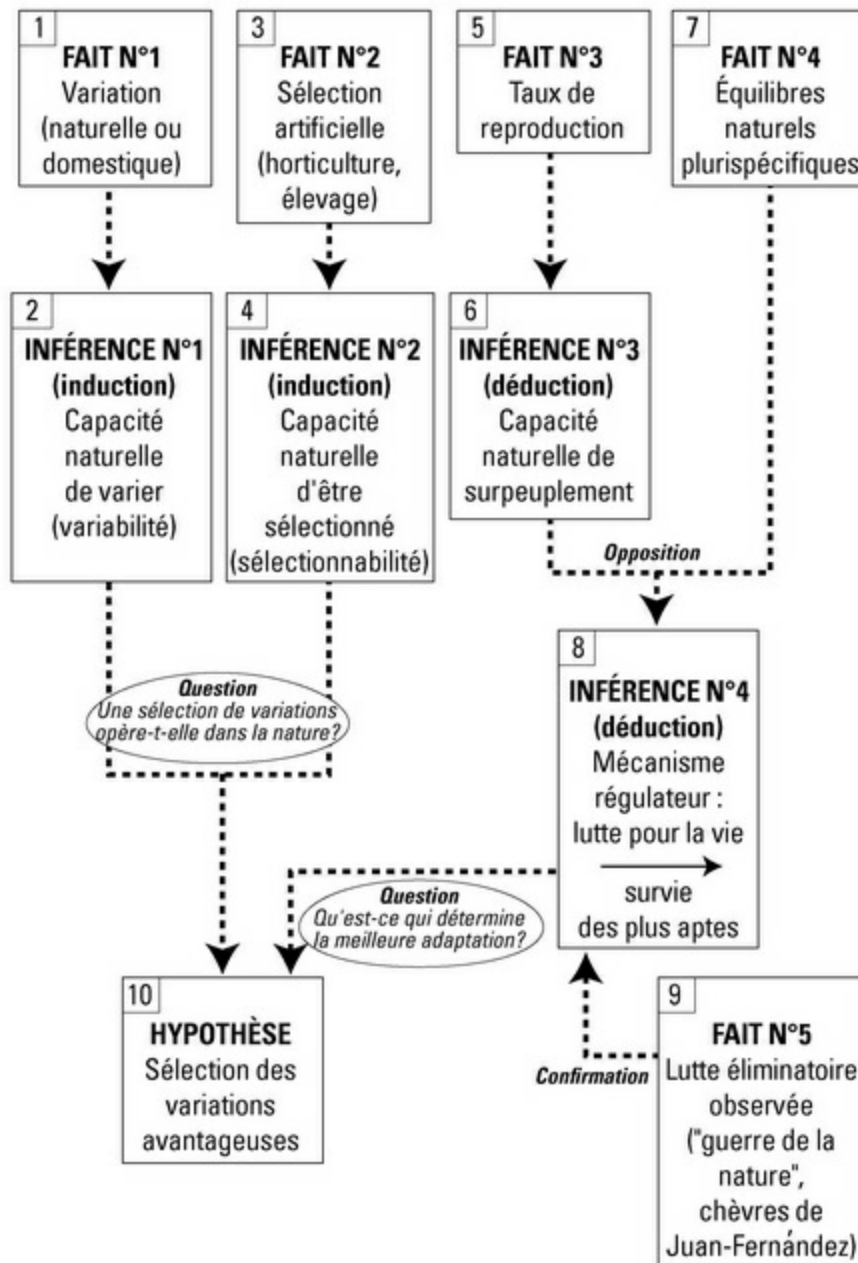 1
FAIT N°1
Variation
(naturelle ou
domestique)
3
FAIT N°2
Sélection
artificielle
(horticulture,
élevage)
5
FAIT N°3
Taux de
reproduction
7
FAIT N°4
Équilibres
naturels
plurispécifiques
2
INFÉRENCE N°1
(induction)
Capacité
naturelle
de varier
(variabilité)
4
INFÉRENCE N°2
(induction)
Capacité
naturelle
d'être
sélectionné
(sélectionnabilité)
6
INFÉRENCE N°3
(déduction)
Capacité
naturelle de
surpeuplement
Opposition
Question
Une sélection de variations
opère-t-elle dans la nature?
8
INFÉRENCE N°4
(déduction)
Mécanisme
régulateur :
lutte pour la vie
survie
des plus aptes
Question
Qu'est-ce qui détermine
la meilleure adaptation?
10
HYPOTHÈSE
Sélection des
variations
avantageuses
Confirmation
9
FAIT N°5
Lutte éliminatoire
observée
("guerre de la
nature",
chèvres de
Juan-Fernández)